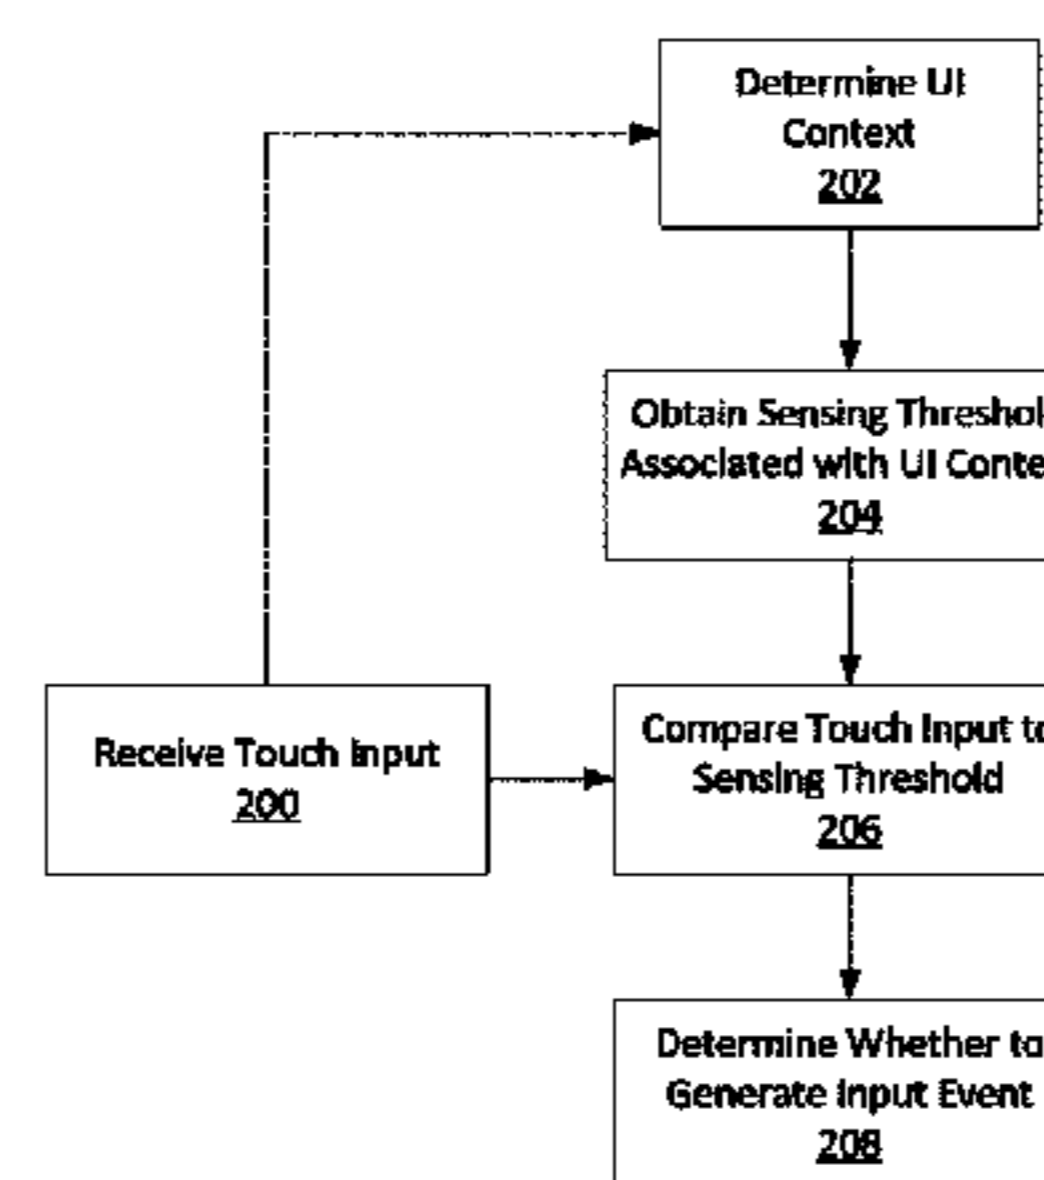 Determine UI
Context
202
Obtain Sensing Threshol
Associated with UI Conte
204
Receive Touch Input
200
Compare Touch Input to
Sensing Threshold
206
Determine Whether to
Generate Input Event
208